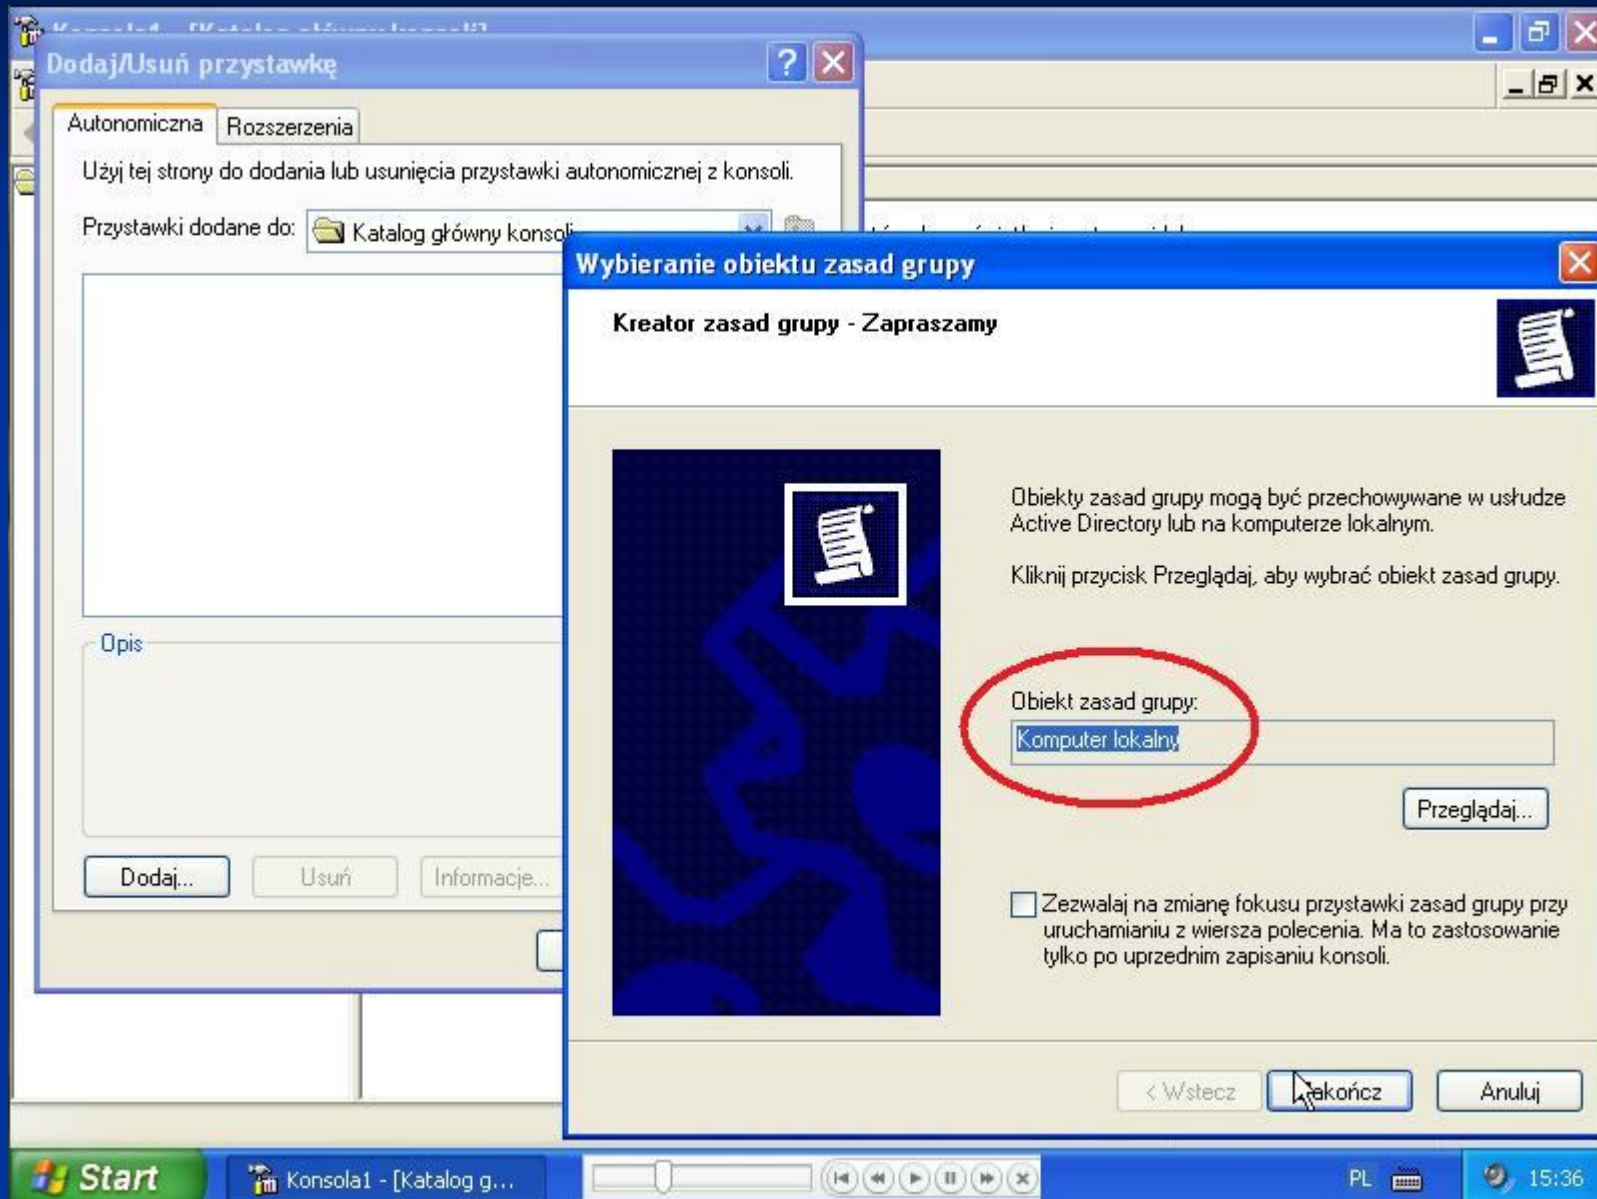 Konsola1 - [Katalog główny konsoli]
Dodaj/Usuń przystawkę
Autonomiczna
Rozszerzenia
Użyj tej strony do dodania lub usunięcia przystawki autonomicznej z konsoli.
Przystawki dodane do:
Katalog główny konsoli
Opis
Dodaj...
Usuń
Informacje...
Wybieranie obiektu zasad grupy
Kreator zasad grupy - Zapraszamy
Obiekty zasad grupy mogą być przechowywane w usłudze
Active Directory lub na komputerze lokalnym.
Kliknij przycisk Przeglądaj, aby wybrać obiekt zasad grupy.
Obiekt zasad grupy:
Komputer lokalny
Przeglądaj...
Zezwalaj na zmianę fokusu przystawki zasad grupy przy
uruchamianiu z wiersza polecenia. Ma to zastosowanie
tylko po uprzednim zapisaniu konsoli.
< Wstecz
Zakończ
Anuluj
Start
Konsola1 - [Katalog g...
PL
15:36